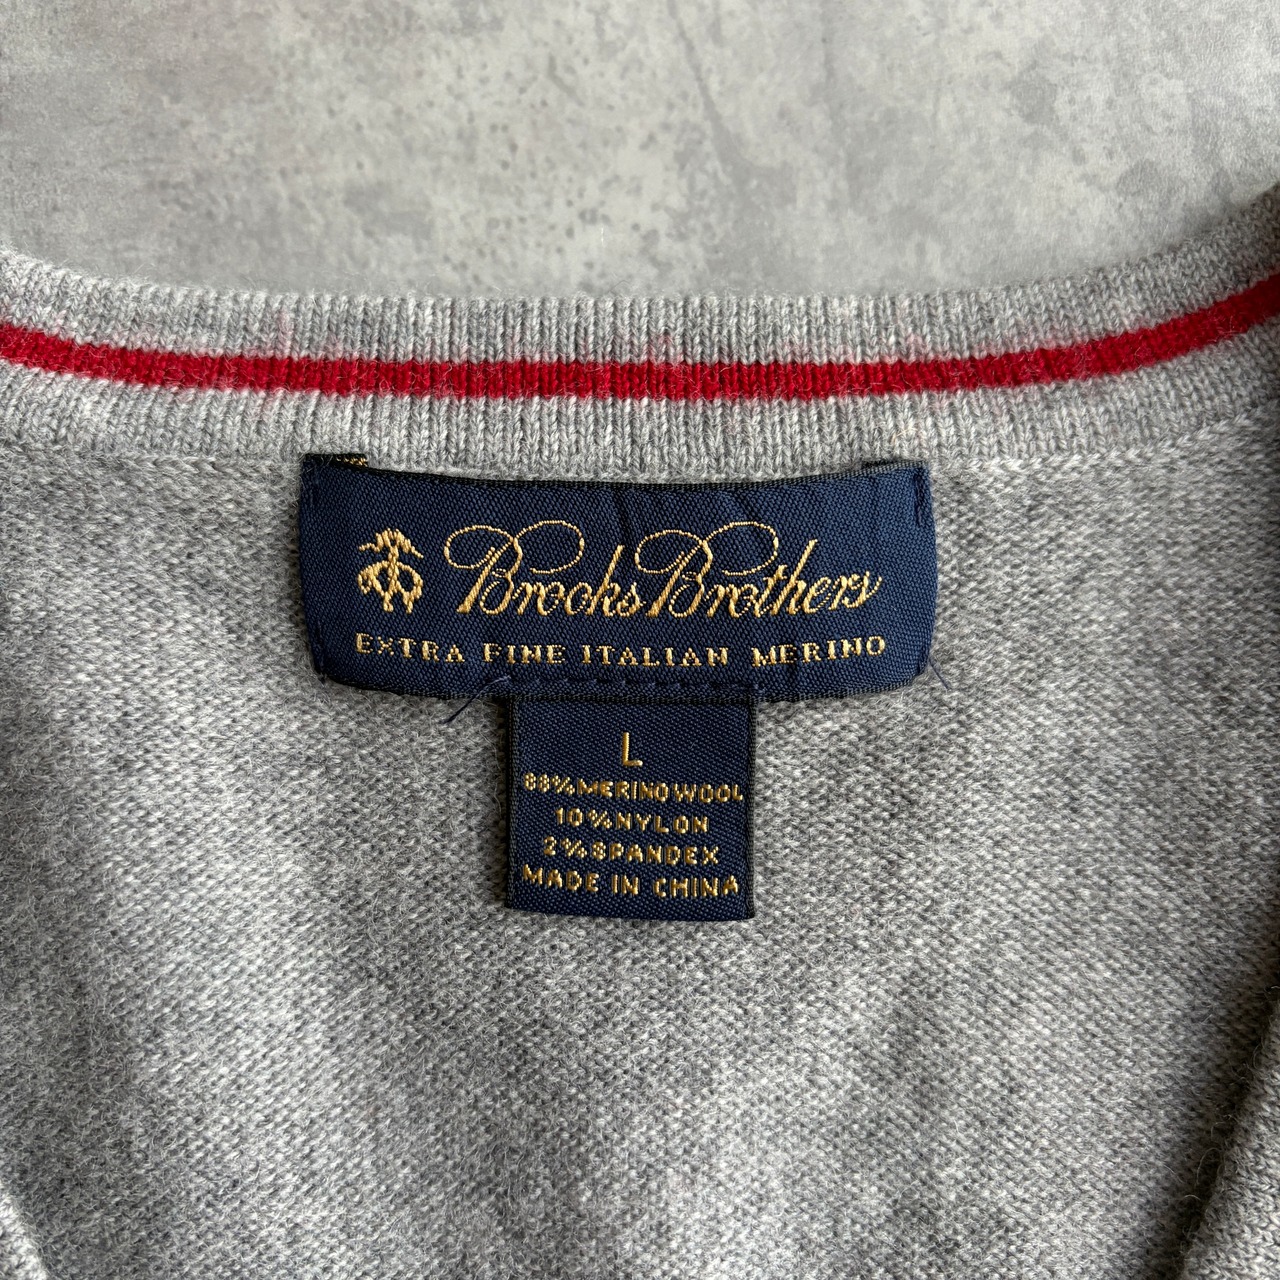 Brooks Brothers
EXTRA FINE ITALIAN MERINO
L
88% MERINO WOOL
10% NYLON
2% SPANDEX
MADE IN CHINA